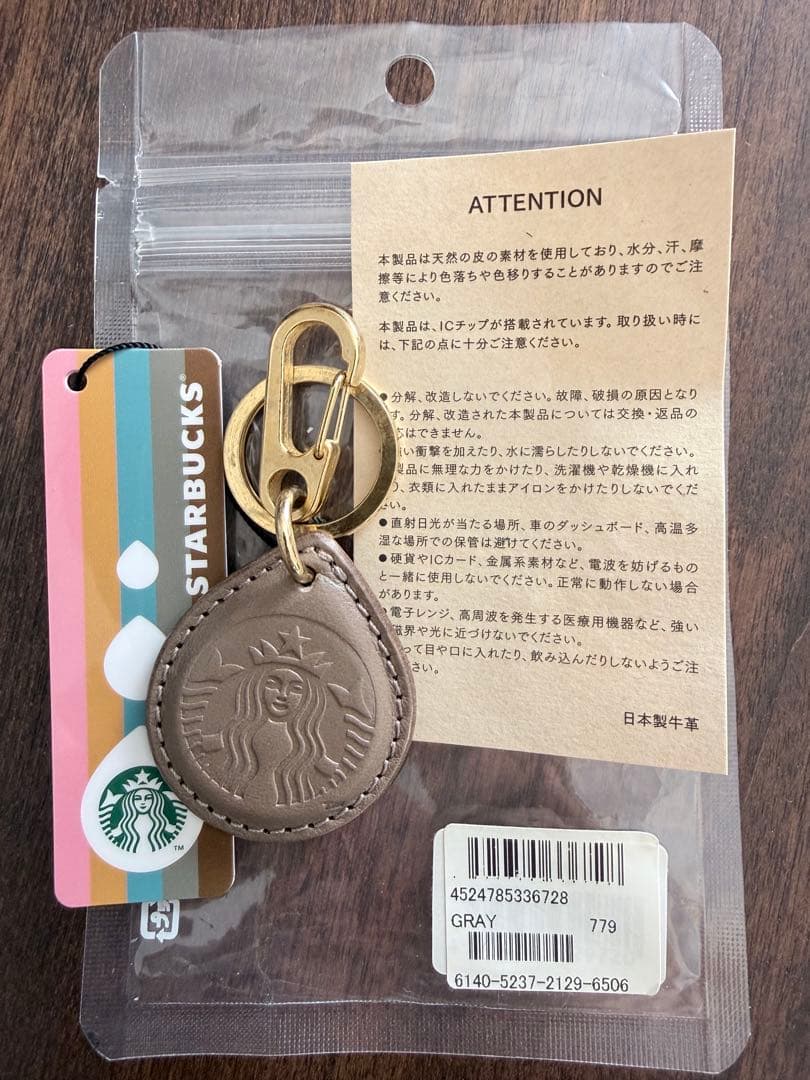 ATTENTION
本製品は天然の皮の素材を使用しており、水分、汗、摩
擦等により色落ちや色移りすることがありますのでご注
意ください。
本製品は、ICチップが搭載されています。取り扱い時に
は、下記の点に十分ご注意ください。
●分解、改造しないでください。故障、破損の原因となり
す。分解、改造された本製品については交換・返品の
応はできません。
強い衝撃を加えたり、水に濡らしたりしないでください。
製品に無理な力をかけたり、洗濯機や乾燥機に入れ
り、衣類に入れたままアイロンをかけたりしないでくだ
さい。
●直射日光が当たる場所、車のダッシュボード、高温多
湿な場所での保管は避けてください。
●硬貨やICカード、金属系素材など、電波を妨げるもの
と一緒に使用しないでください。正常に動作しない場合
があります。
●電子レンジ、高周波を発生する医療用機器など、強い
磁界や光に近づけないでください。
って目や口に入れたり、飲み込んだりしないようご注
ださい。
日本製牛革
STARBUCKS®
TM
プラ
4524785336728
GRAY 779
6140-5237-2129-6506